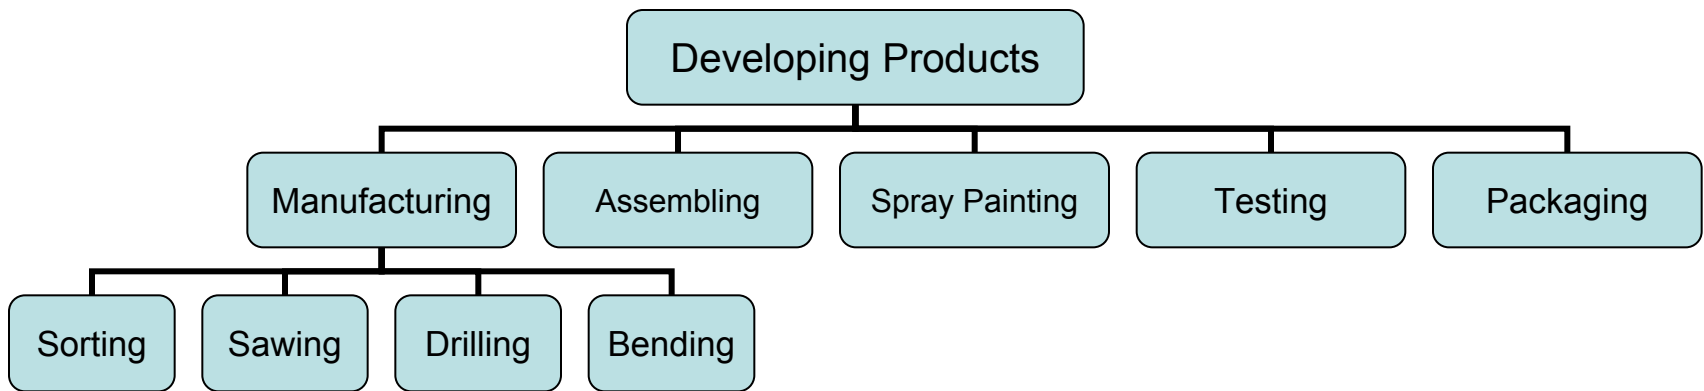 Developing Products
Manufacturing
Assembling
Spray Painting
Testing
Packaging
Sorting
Sawing
Drilling
Bending